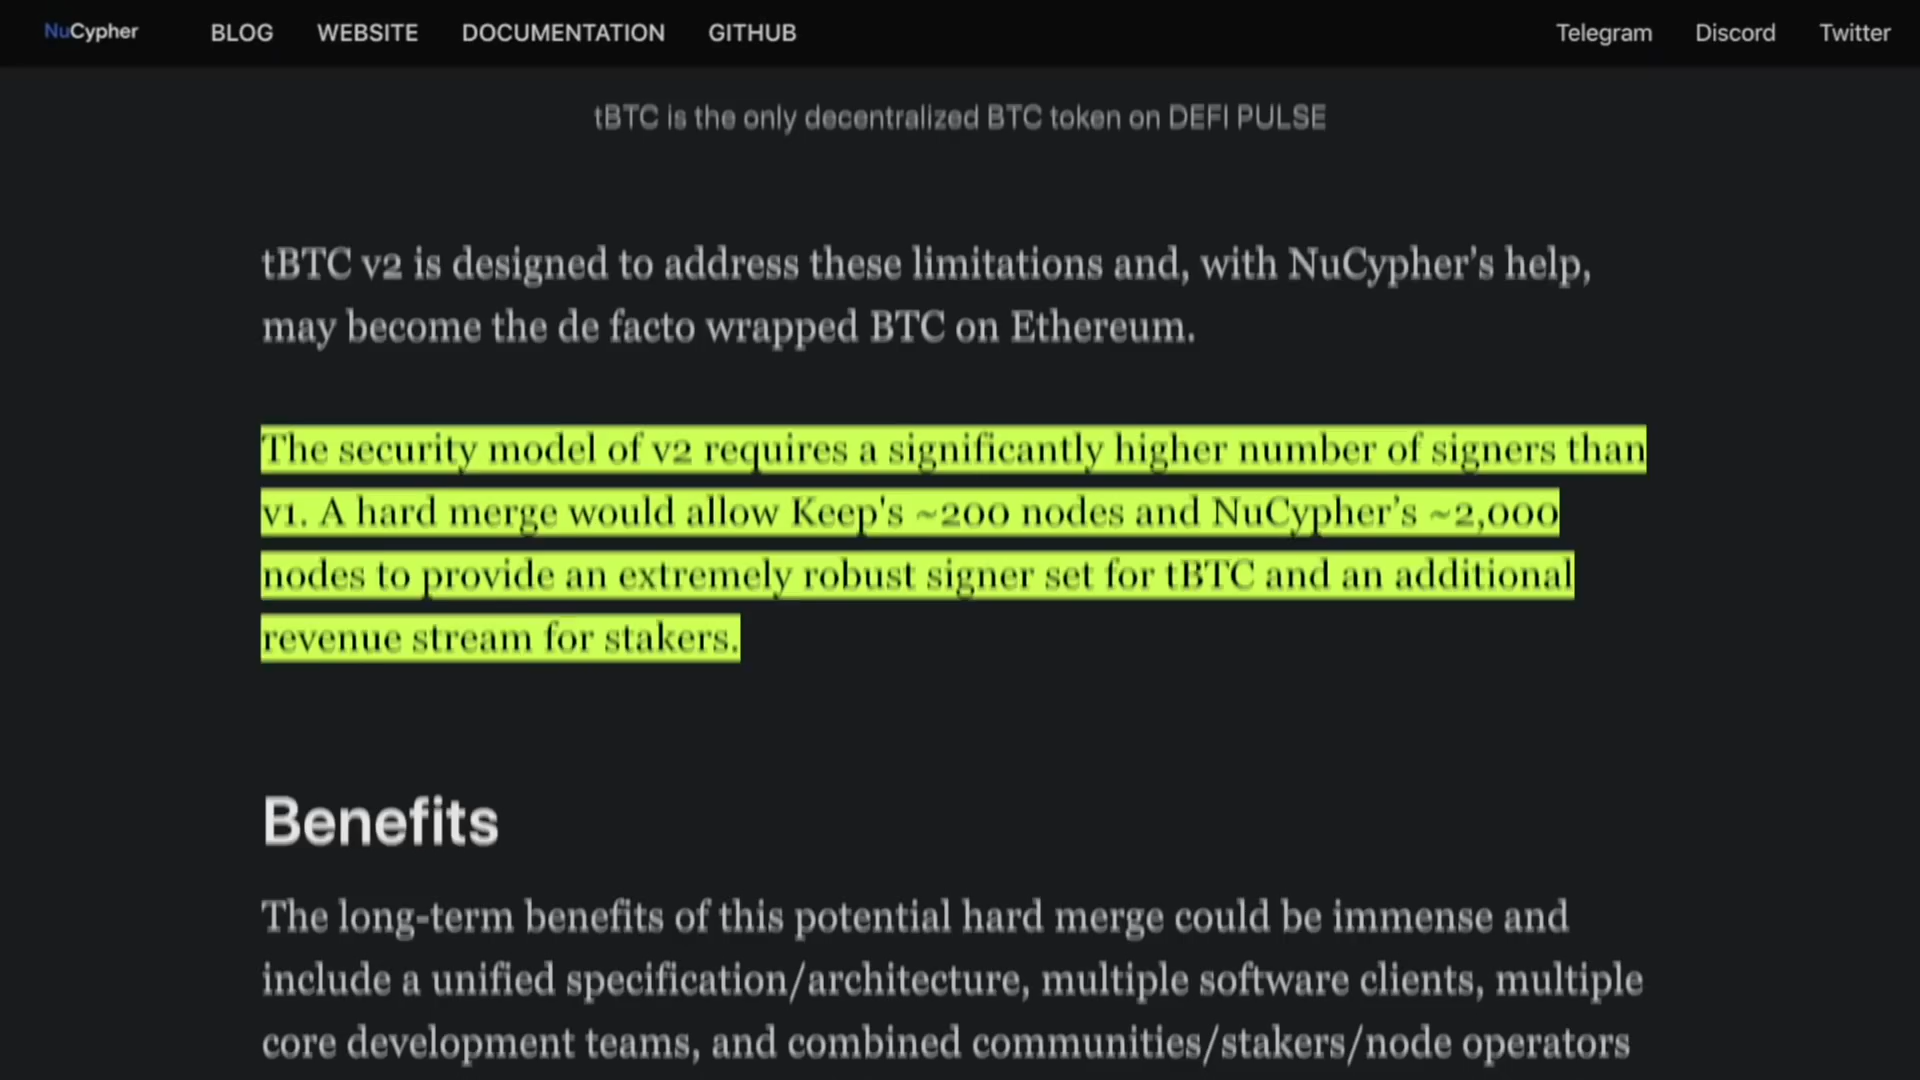 NuCypher BLOG WEBSITE DOCUMENTATION GITHUB Telegram Discord Twitter
tBTC is the only decentralized BTC token on DEFI PULSE
tBTC v2 is designed to address these limitations and, with NuCypher’s help,
may become the de facto wrapped BTC on Ethereum.
The security model of v2 requires a significantly higher number of signers than
v1. A hard merge would allow Keep's ~200 nodes and NuCypher’s ~2,000
nodes to provide an extremely robust signer set for tBTC and an additional
revenue stream for stakers.
Benefits
The long-term benefits of this potential hard merge could be immense and
include a unified specification/architecture, multiple software clients, multiple
core development teams, and combined communities/stakers/node operators